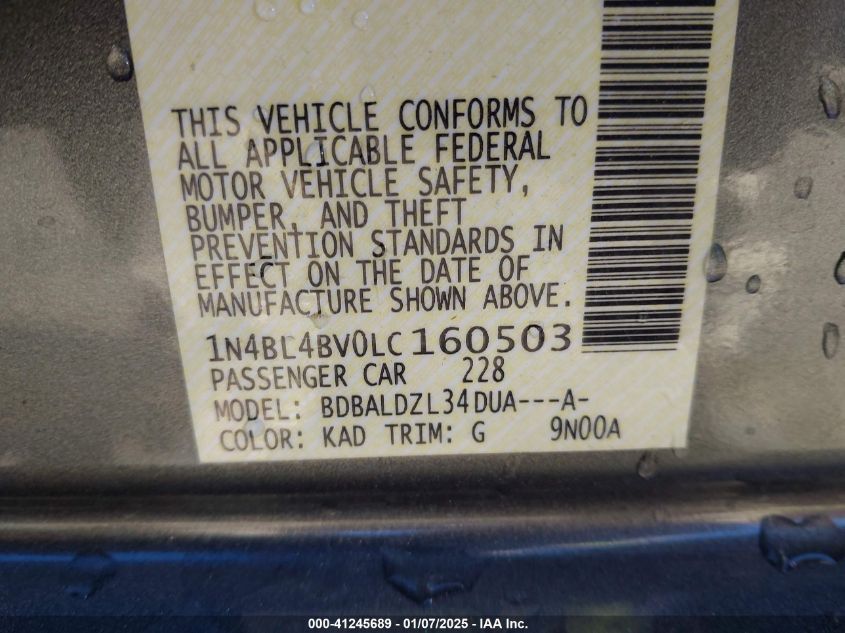 THIS VEHICLE CONFORMS TO
ALL APPLICABLE FEDERAL
MOTOR VEHICLE SAFETY,
BUMPER, AND THEFT
PREVENTION STANDARDS IN
EFFECT ON THE DATE OF
MANUFACTURE SHOWN ABOVE.
1N4BL4BV0LC160503
PASSENGER CAR 228
MODEL: BDBALDZL34DUA---A-
COLOR: KAD TRIM: G 9N00A
000-41245689 - 01/07/2025 - IAA Inc.